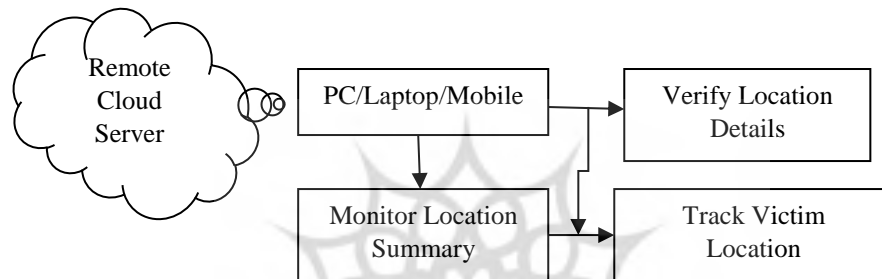 Remote
Cloud
Server
PC/Laptop/Mobile
Verify Location
Details
Monitor Location
Summary
Track Victim
Location